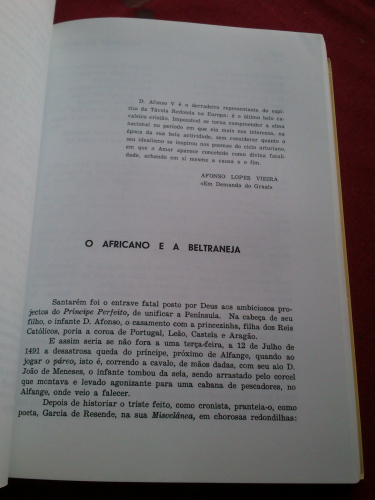 D. Afonso V é o derradeiro representante do espí-
rito da Távola Redonda na Europa: é o último belo ca-
valeiro cristão. Impossível se torna compreender a alma
nacional no período em que ela mais nos interessa, na
época da sua bela actividade, sem considerar quanto o
seu idealismo se inspirou nos poemas do ciclo arturiano,
em que o Amor aparece concebido como divina fatali-
dade, achando em si mesmo a causa e o fim.
AFONSO LOPES VIEIRA
«Em Demanda do Graal»
O AFRICANO E A BELTRANEJA
Santarém foi o entrave fatal posto por Deus aos ambiciosos pro-
jectos do Príncipe Perfeito, de unificar a Península. Na cabeça de seu
filho, o infante D. Afonso, o casamento com a princezinha, filha dos Reis
Católicos, poria a coroa de Portugal, Leão, Castela e Aragão.
E assim seria se não fora a uma terça-feira, a 12 de Julho de
1491 a desastrosa queda do príncipe, próximo de Alfange, quando ao
jogar o páreo, isto é, correndo a cavalo, de mãos dadas, com seu aio D.
João de Meneses, o infante tombou da sela, sendo arrastado pelo corcel
que montava e levado agonizante para uma cabana de pescadores, no
Alfange, onde veio a falecer.
Depois de historiar o triste feito, como cronista, pranteia-o, como
poeta, Garcia de Resende, na sua Miscelânea, em chorosas redondilhas: